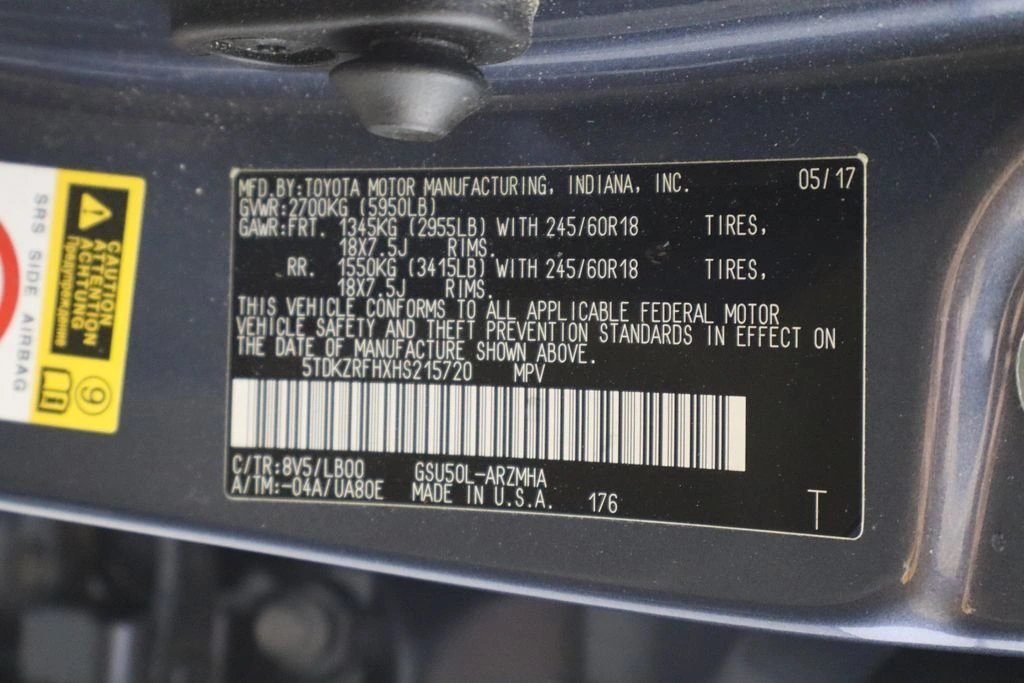 MFD.BY:TOYOTA MOTOR MANUFACTURING, INDIANA, INC. 05/17
GVWR:2700KG (5950LB)
GAWR:FRT. 1345KG (2955LB) WITH 245/60R18 TIRES,
18X7.5J RIMS.
RR. 1550KG (3415LB) WITH 245/60R18 TIRES,
18X7.5J RIMS.
THIS VEHICLE CONFORMS TO ALL APPLICABLE FEDERAL MOTOR
VEHICLE SAFETY AND THEFT PREVENTION STANDARDS IN EFFECT ON
THE DATE OF MANUFACTURE SHOWN ABOVE.
5TDKZRFHXHS215720 MPV
C/TR:8V5/LB00 GSU50L-ARZMHA
A/TM:-04A/UA80E MADE IN U.S.A. 176 T
CAUTION
ATTENTION
ACHTUNG
Предупреждение
9
SRS SIDE AIRBAG